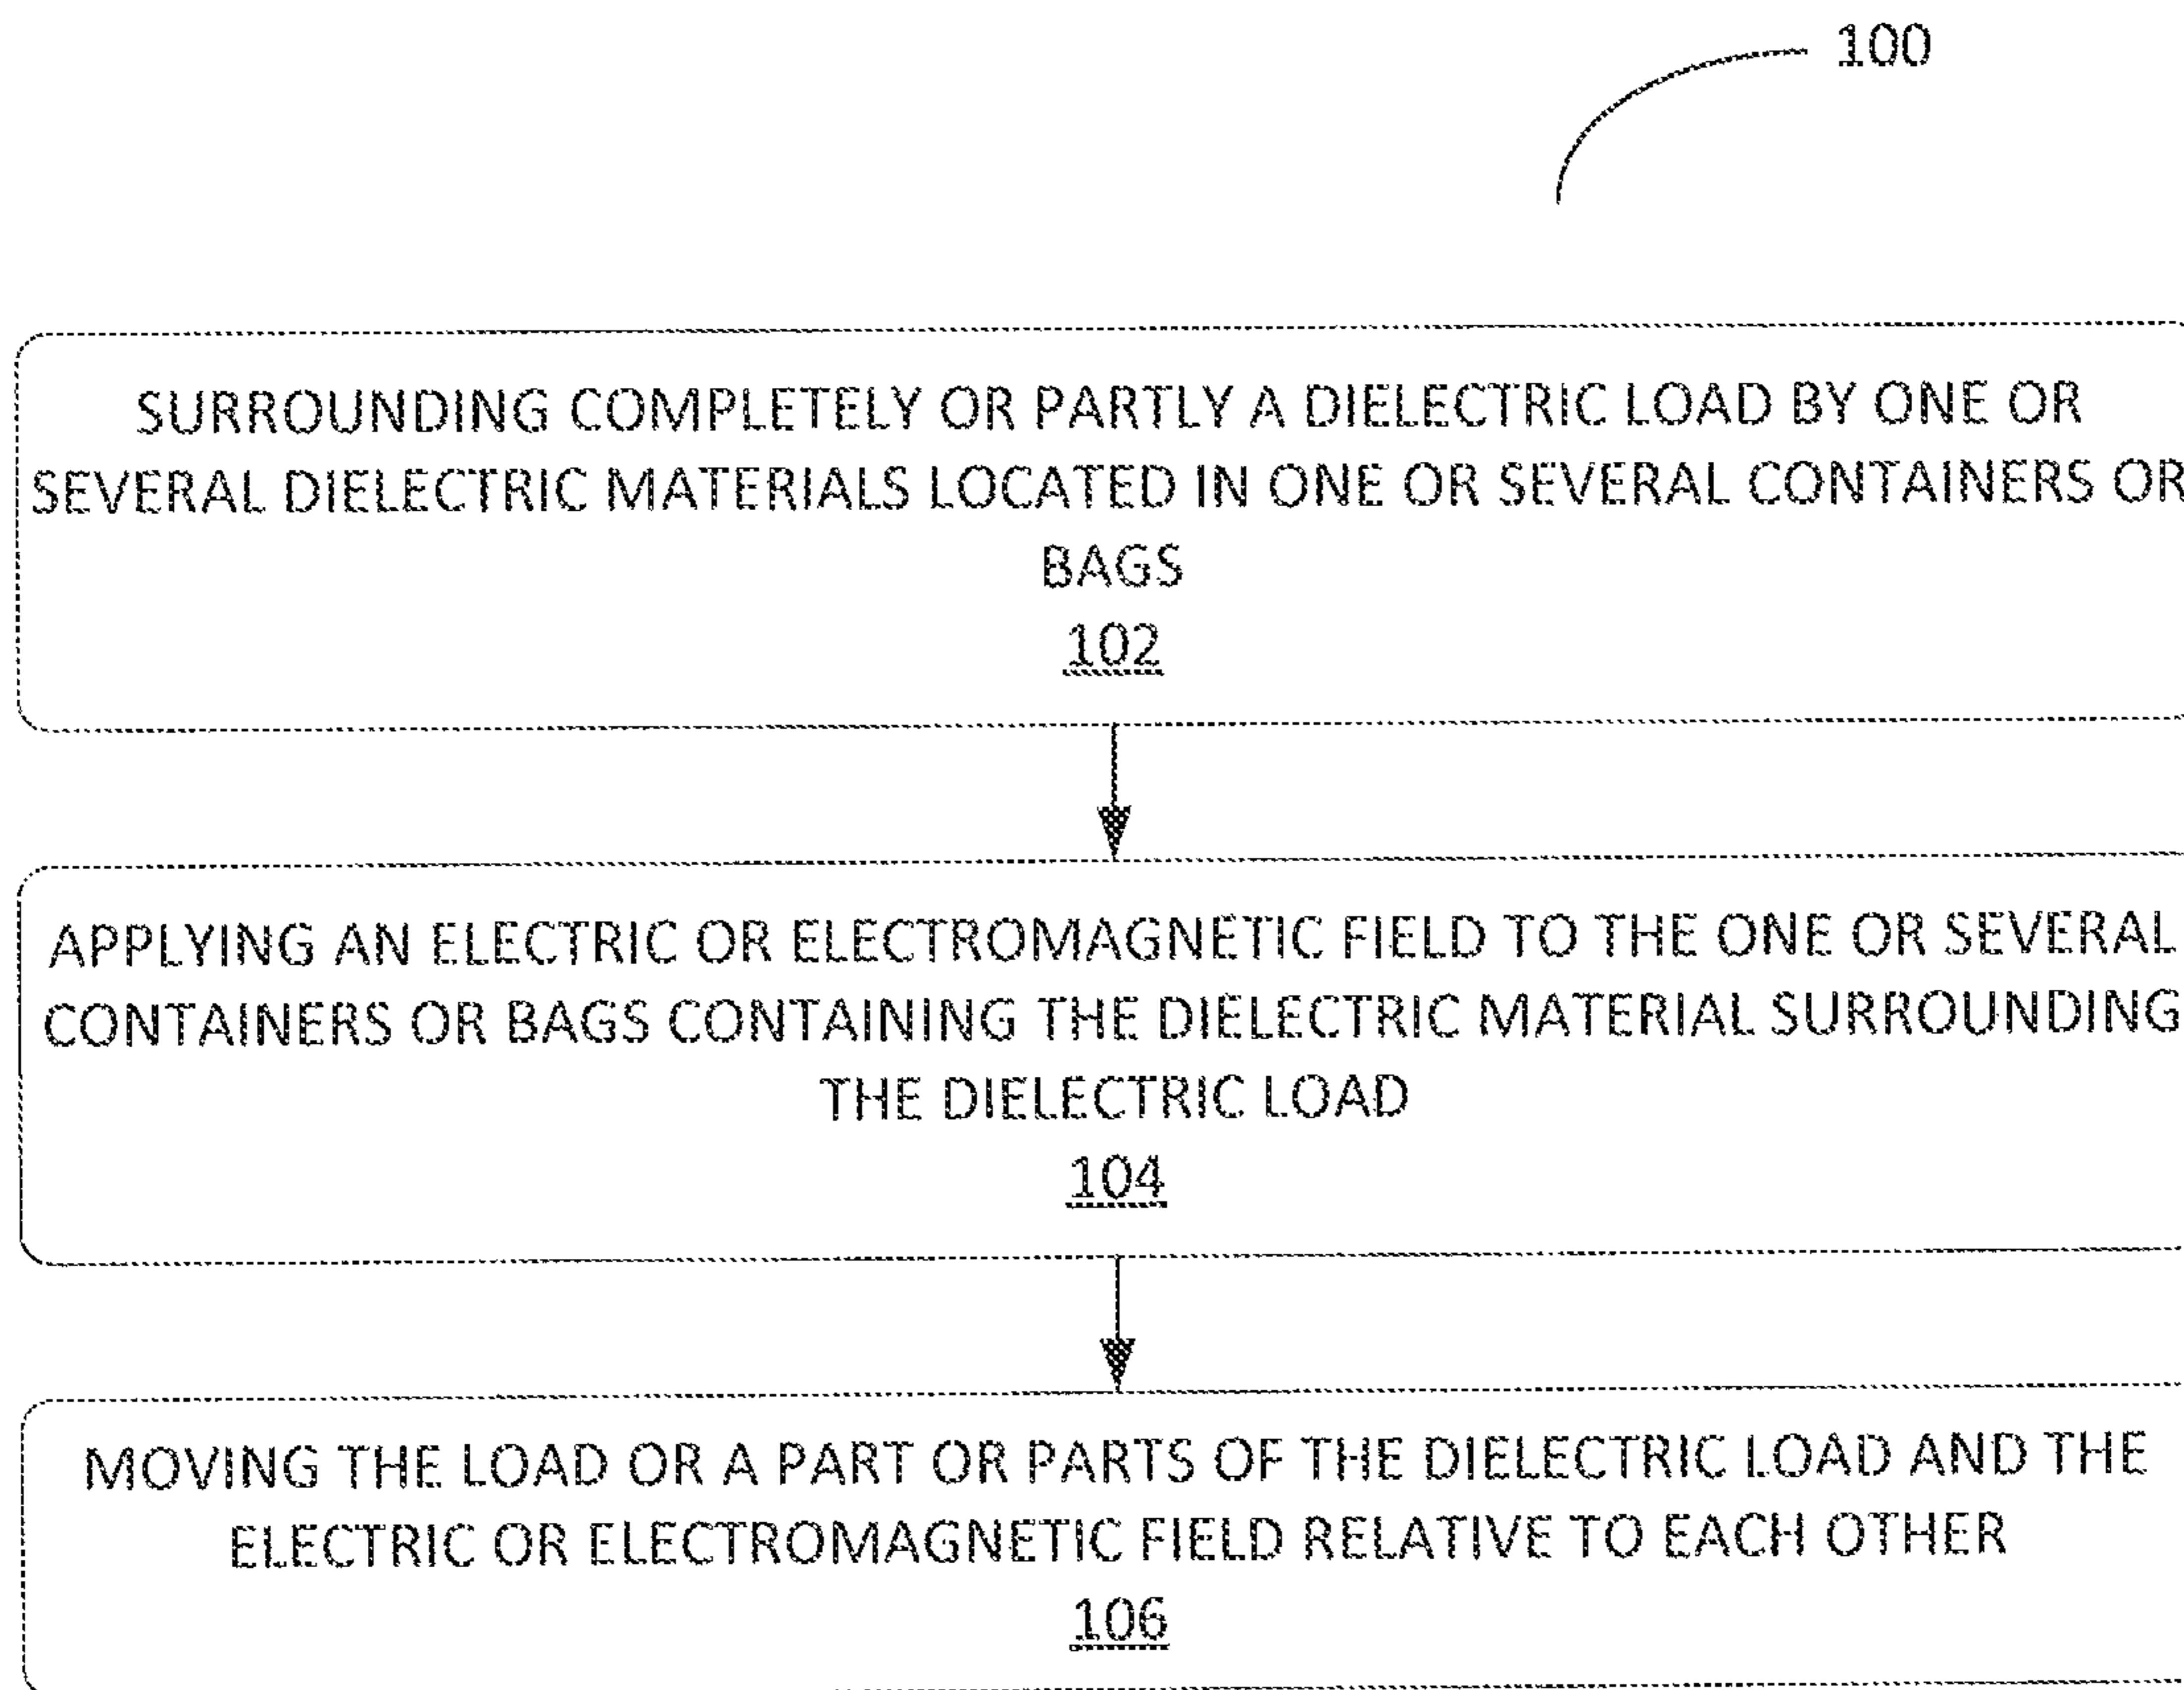 100
SURROUNDING COMPLETELY OR PARTLY A DIELECTRIC LOAD BY ONE OR
SEVERAL DIELECTRIC MATERIALS LOCATED IN ONE OR SEVERAL CONTAINERS OR
BAGS
102
APPLYING AN ELECTRIC OR ELECTROMAGNETIC FIELD TO THE ONE OR SEVERAL
CONTAINERS OR BAGS CONTAINING THE DIELECTRIC MATERIAL SURROUNDING
THE DIELECTRIC LOAD
104
MOVING THE LOAD OR A PART OR PARTS OF THE DIELECTRIC LOAD AND THE
ELECTRIC OR ELECTROMAGNETIC FIELD RELATIVE TO EACH OTHER
106